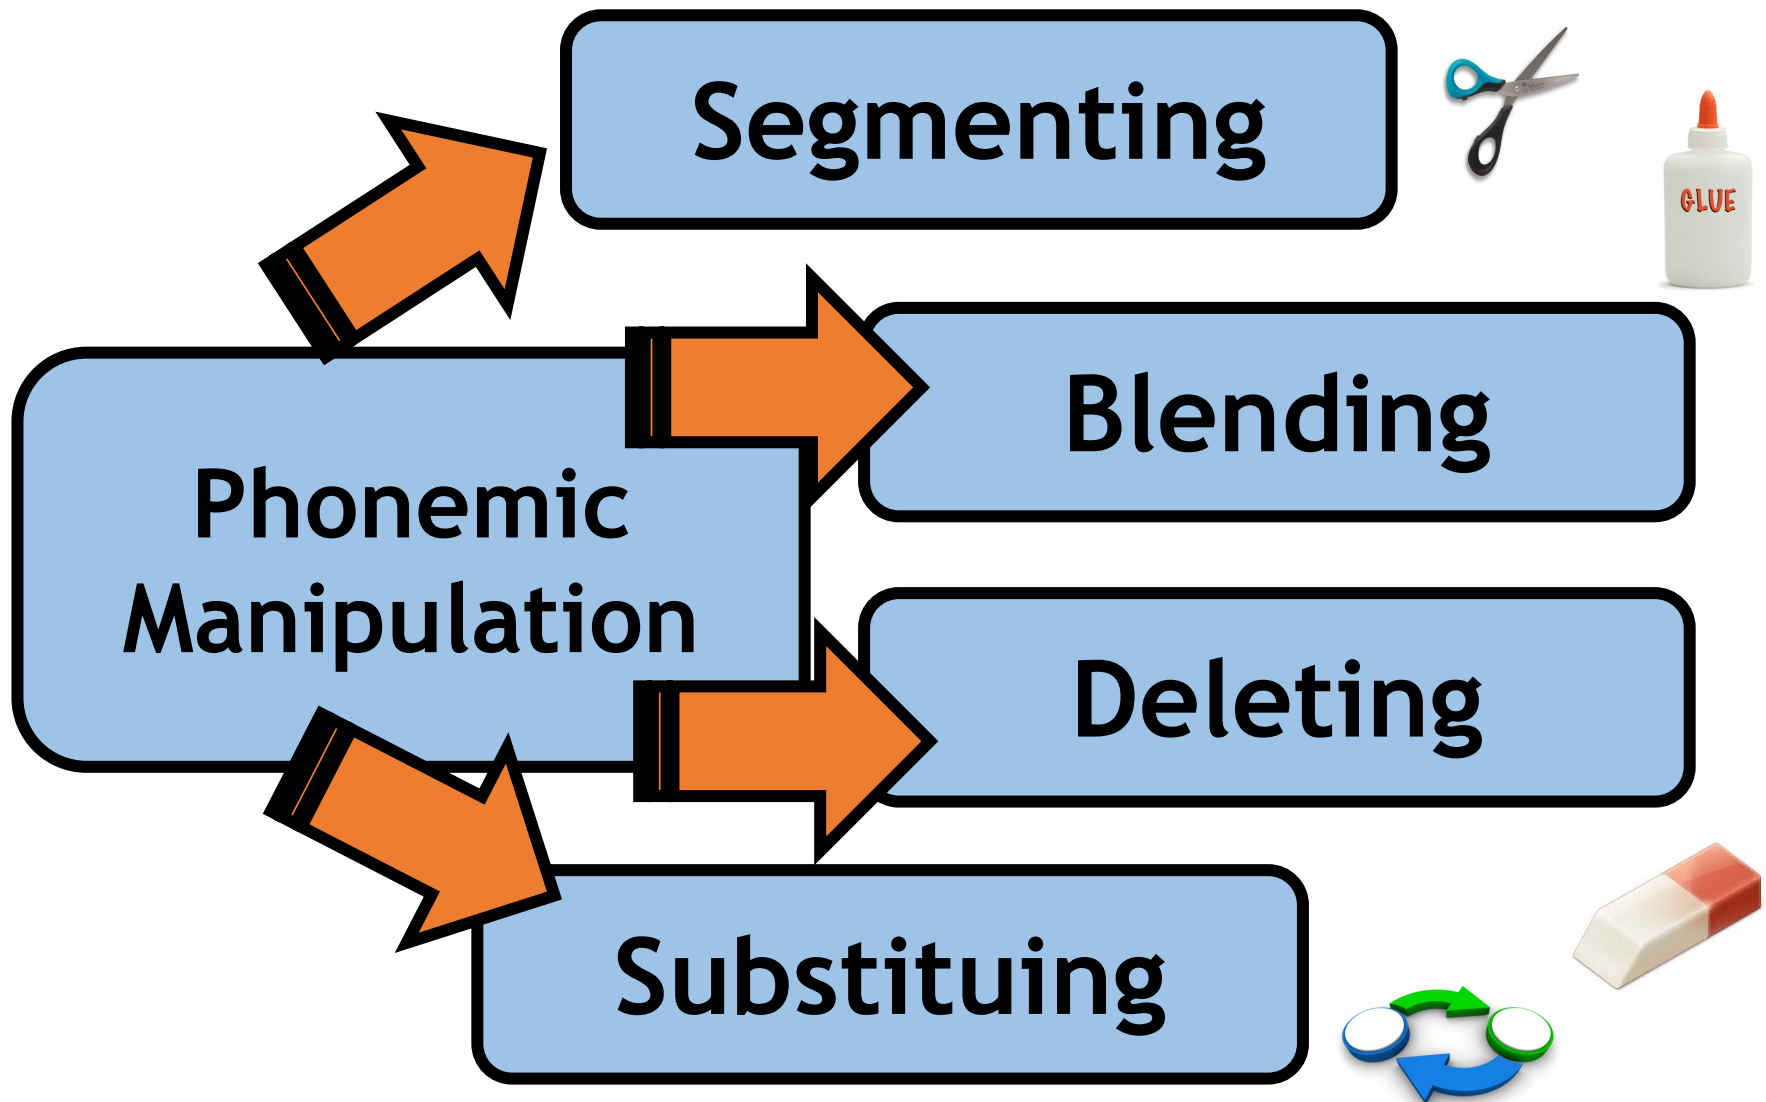 Segmenting
GLUE
Blending
Phonemic
Manipulation
Deleting
Substituing